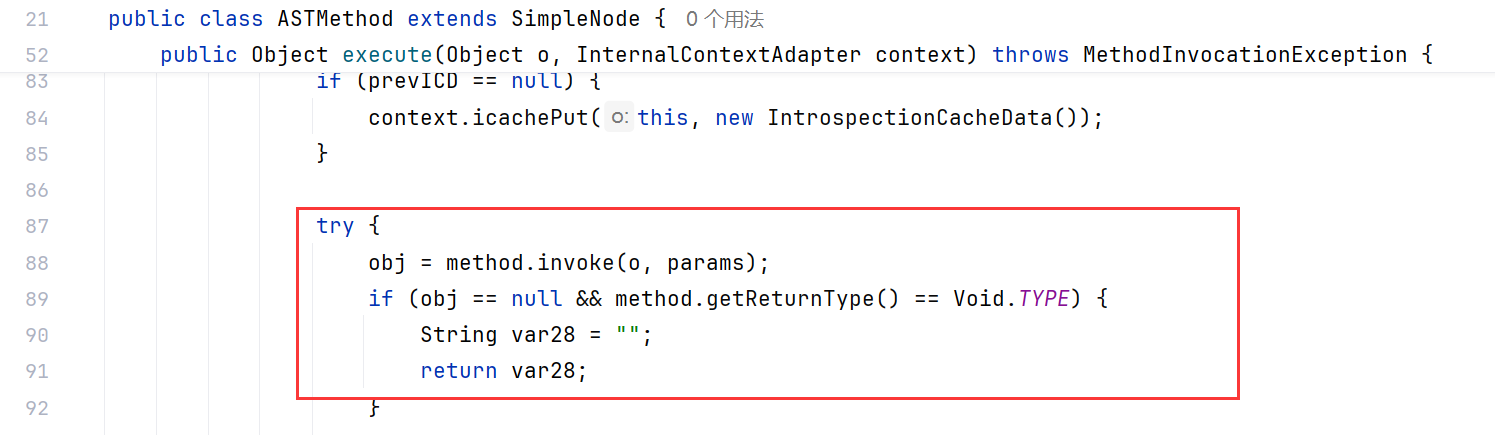 21 public class ASTMethod extends SimpleNode { 0 个用法
52 public Object execute(Object o, InternalContextAdapter context) throws MethodInvocationException {
83 if (prevICD == null) {
84 context.icachePut( o: this, new IntrospectionCacheData());
85 }
86
87 try {
88 obj = method.invoke(o, params);
89 if (obj == null && method.getReturnType() == Void.TYPE) {
90 String var28 = "";
91 return var28;
92 }